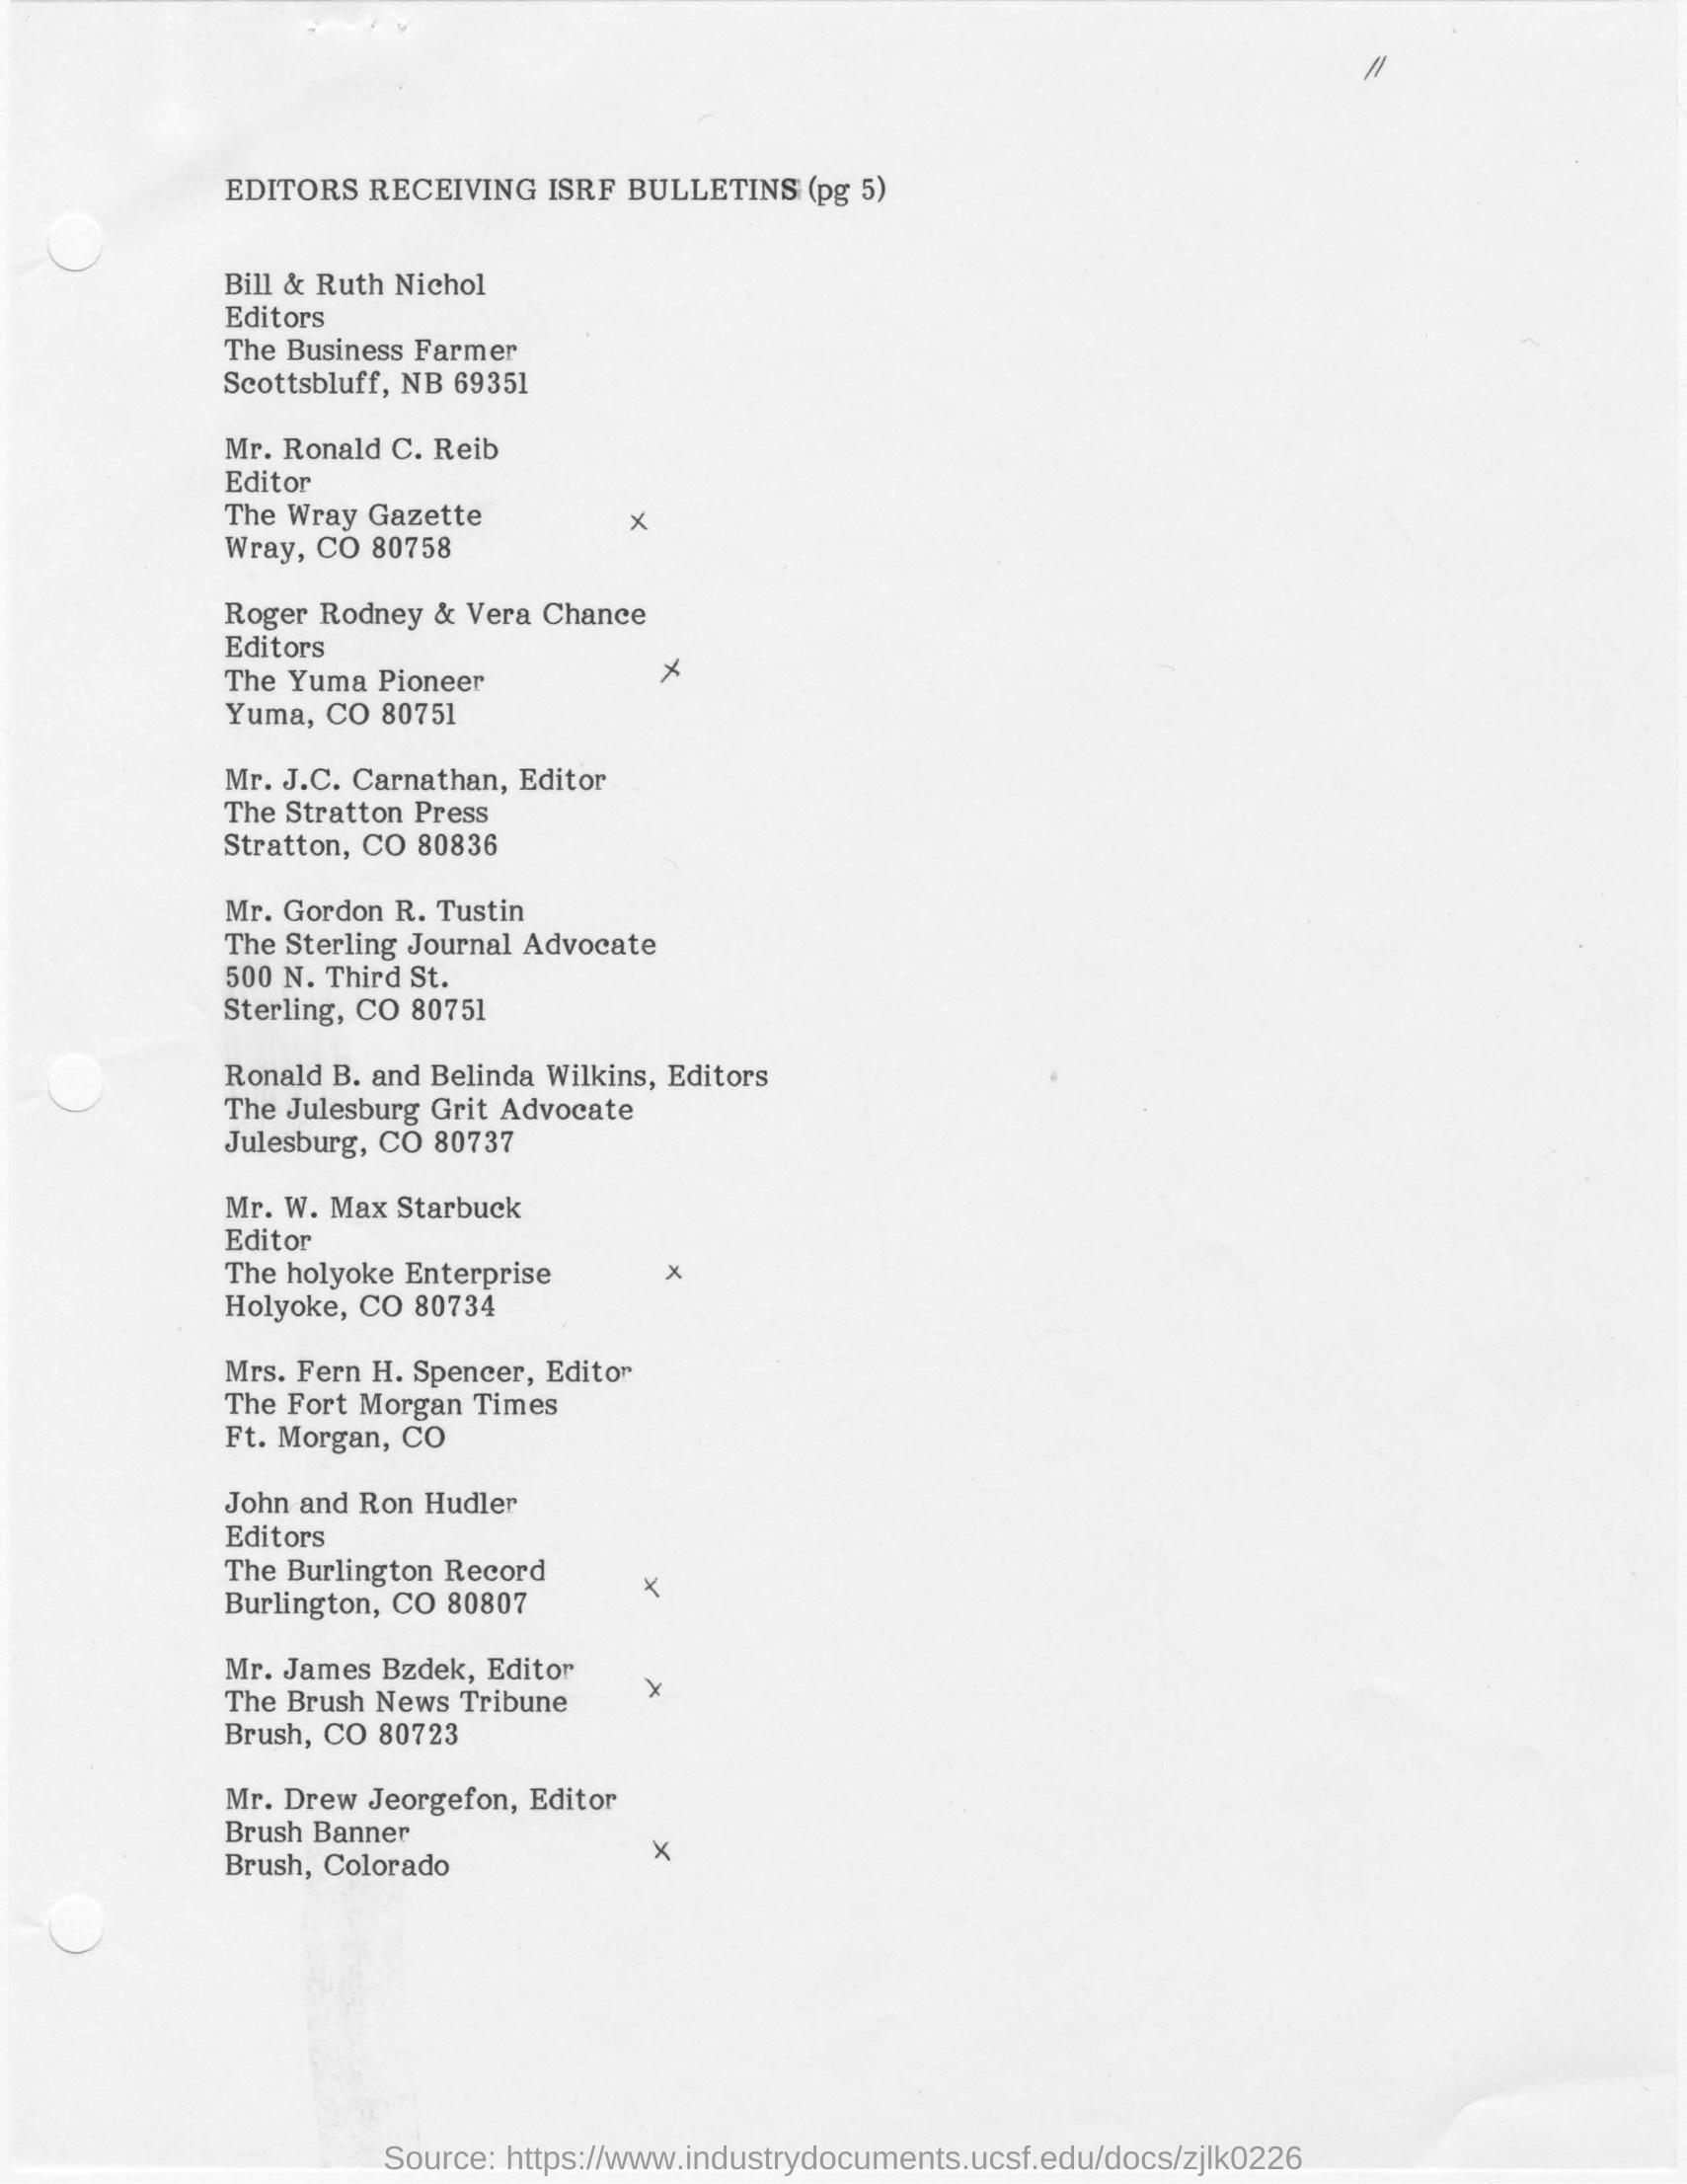 //
EDITORS RECEIVING ISRF BULLETINS (pg 5)
Bill & Ruth Nichol
Editors
The Business Farmer
Scottsbluff, NB 69351
Mr. Ronald C. Reib
Editor
The Wray Gazette x
Wray, CO 80758
Roger Rodney & Vera Chance
Editors
The Yuma Pioneer x
Yuma, CO 80751
Mr. J.C. Carnathan, Editor
The Stratton Press
Stratton, CO 80836
Mr. Gordon R. Tustin
The Sterling Journal Advocate
500 N. Third St.
Sterling, CO 80751
Ronald B. and Belinda Wilkins, Editors
The Julesburg Grit Advocate
Julesburg, CO 80737
Mr. W. Max Starbuck
Editor
The holyoke Enterprise x
Holyoke, CO 80734
Mrs. Fern H. Spencer, Editor
The Fort Morgan Times
Ft. Morgan, CO
John and Ron Hudler
Editors
The Burlington Record x
Burlington, CO 80807
Mr. James Bzdek, Editor
The Brush News Tribune x
Brush, CO 80723
Mr. Drew Jeorgefon, Editor
Brush Banner x
Brush, Colorado
Source: https://www.industrydocuments.ucsf.edu/docs/zjlk0226